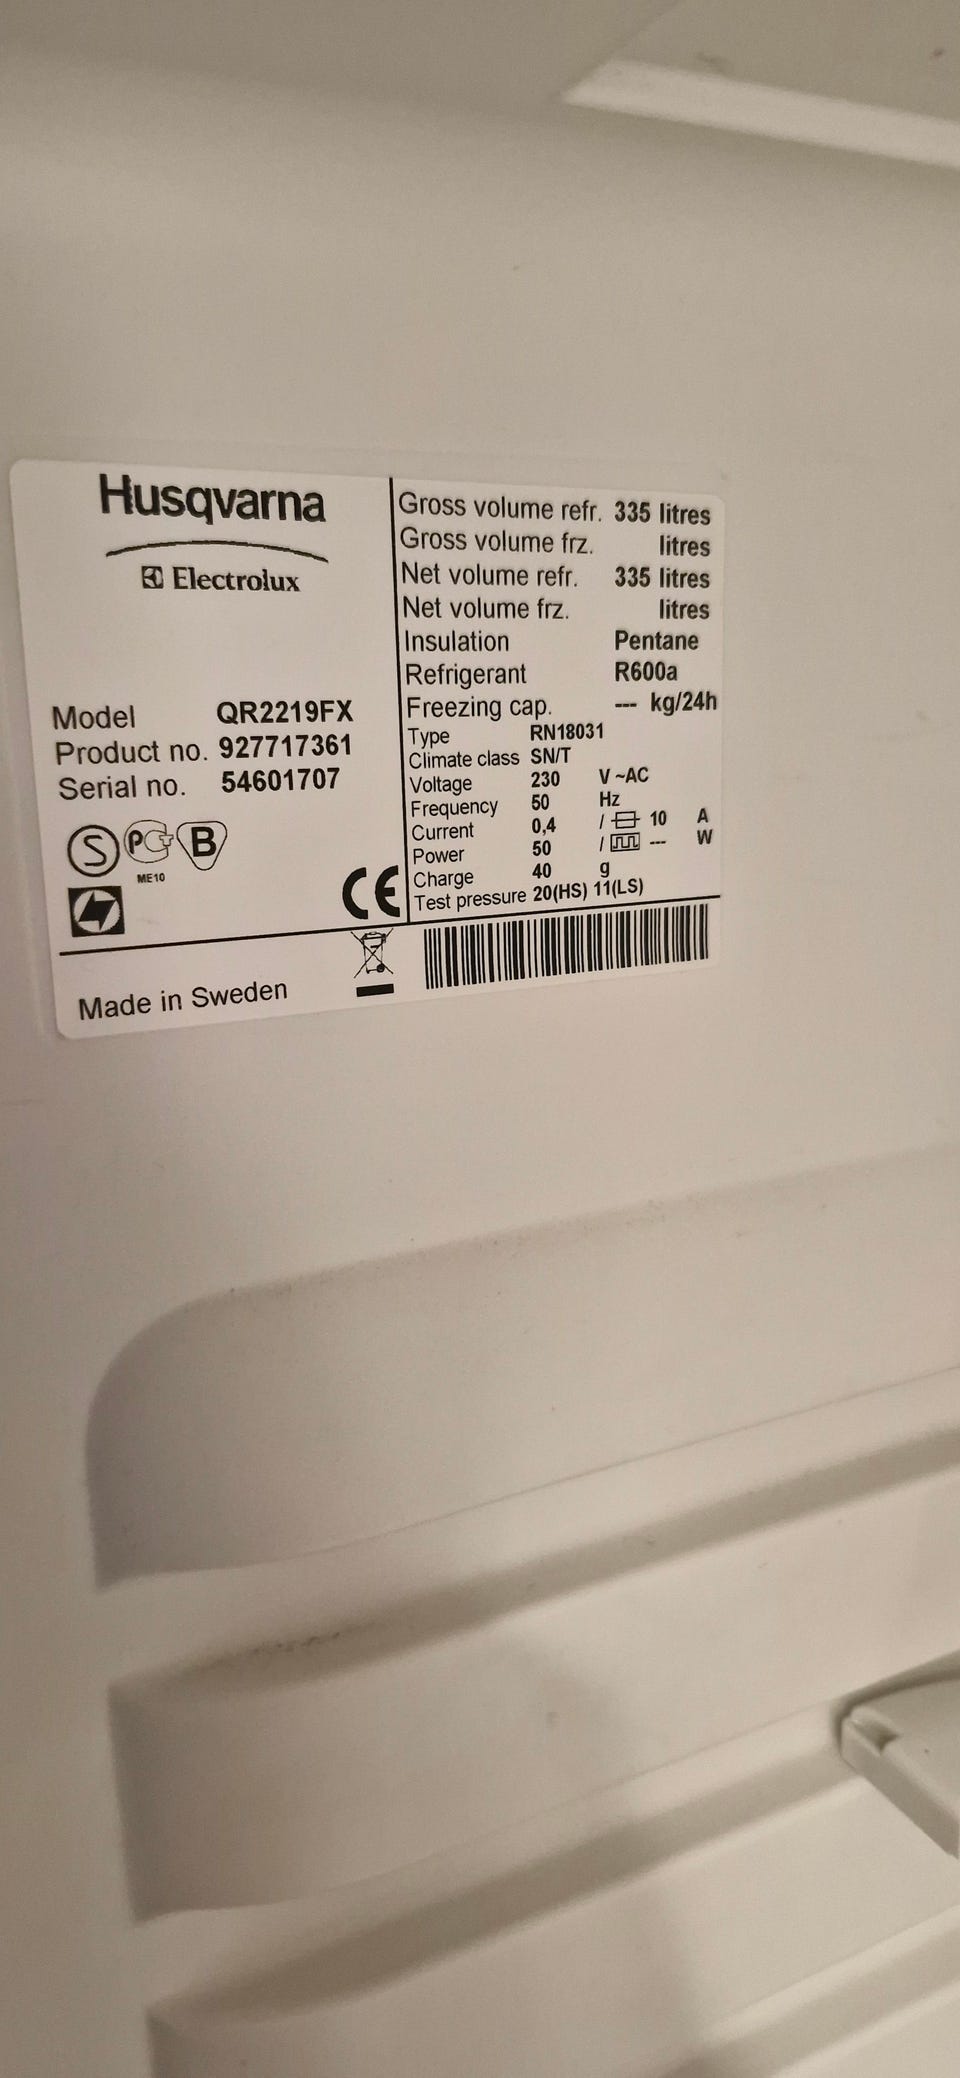 Husqvarna
Electrolux
Model QR2219FX
Product no. 927717361
Serial no. 54601707
S PCT B
ME10
CE
Made in Sweden
Gross volume refr. 335 litres
Gross volume frz. litres
Net volume refr. 335 litres
Net volume frz. litres
Insulation Pentane
Refrigerant R600a
Freezing cap. --- kg/24h
Type RN18031
Climate class SN/T
Voltage 230 V ~AC
Frequency 50 Hz
Current 0,4 / 10 A
Power 50 / --- W
Charge 40 g
Test pressure 20(HS) 11(LS)